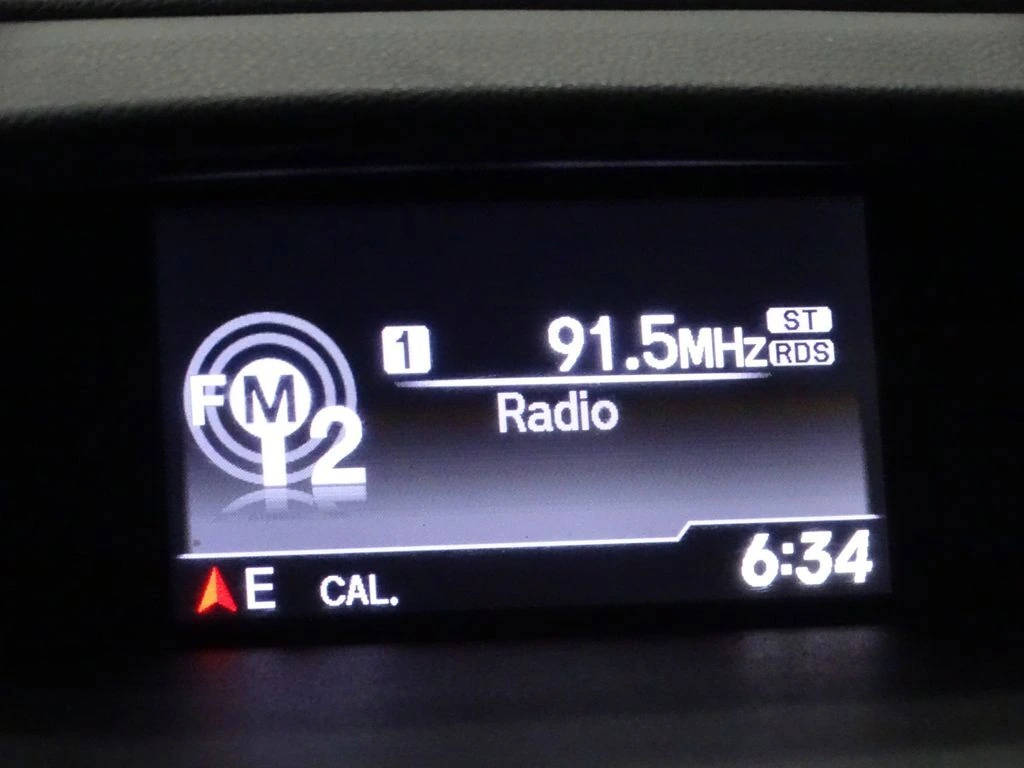 1 91.5MHz ST
RDS
FM
2
Radio
E CAL. 6:34